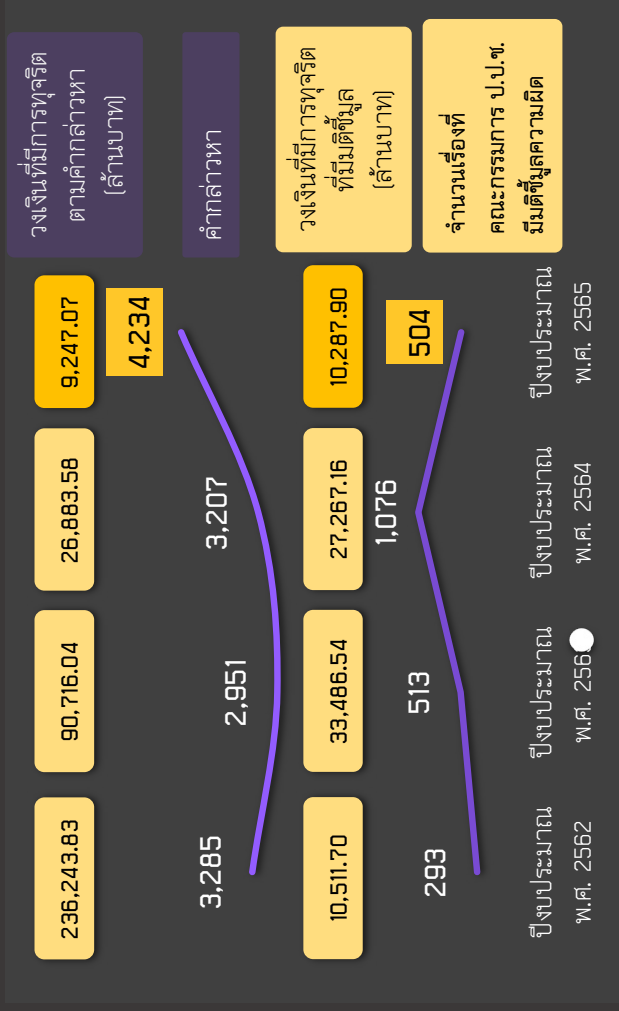 236,243.83
90,716.04
26,883.58
9,247.07
วงเงินที่มีการทุจริต
ตามคำกล่าวหา
(ล้านบาท)
3,285
2,951
3,207
4,234
คำกล่าวหา
10,511.70
33,486.54
27,267.16
10,287.90
วงเงินที่มีการทุจริต
ที่มีมติชี้มูล
(ล้านบาท)
293
513
1,076
504
จำนวนเรื่องที่
คณะกรรมการ ป.ป.ช.
มีมติชี้มูลความผิด
ปีงบประมาณ
พ.ศ. 2562
ปีงบประมาณ
พ.ศ.
ปีงบประมาณ
พ.ศ. 2564
ปีงบประมาณ
พ.ศ. 2565